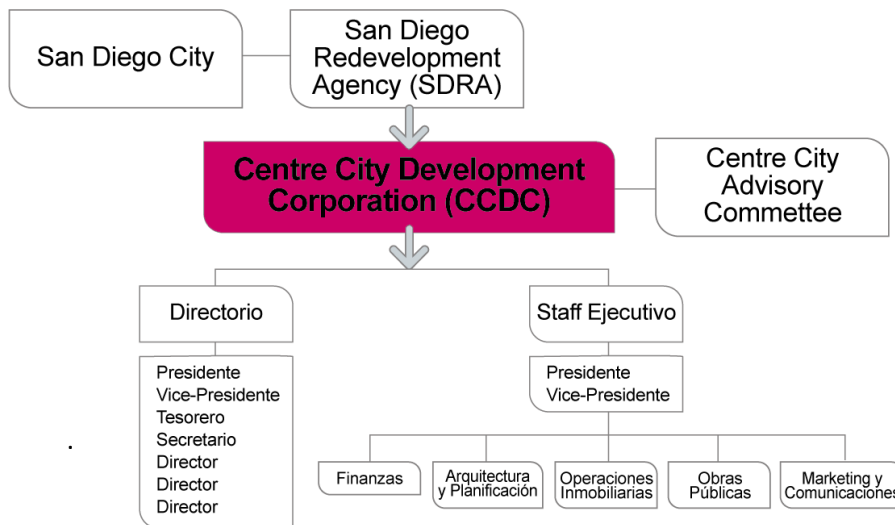 San Diego City
San Diego
Redevelopment
Agency (SDRA)
Centre City Development
Corporation (CCDC)
Centre City
Advisory
Commettee
Directorio
Staff Ejecutivo
Presidente
Vice-Presidente
Tesorero
Secretario
Director
Director
Director
Presidente
Vice-Presidente
Finanzas
Arquitectura
y Planificación
Operaciones
Inmobiliarias
Obras
Públicas
Marketing y
Comunicaciones